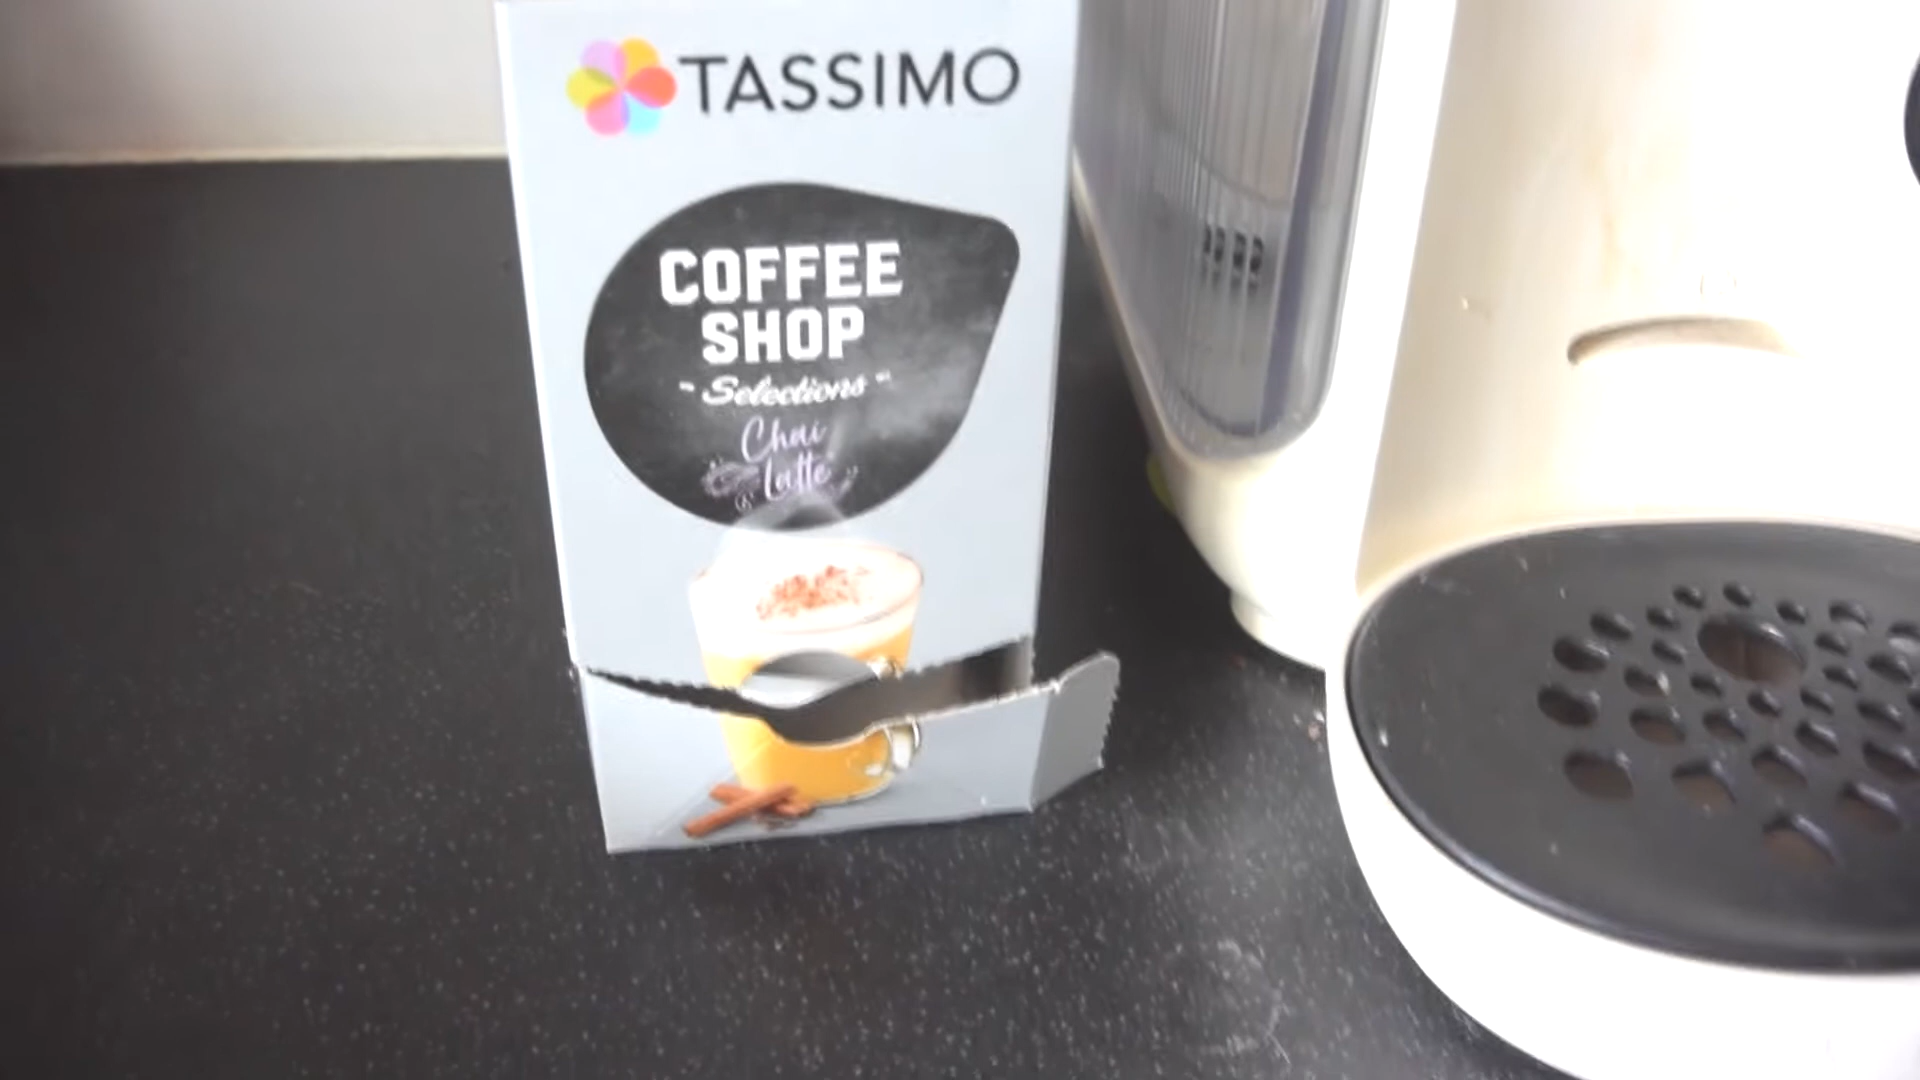 TASSIMO
COFFEE
SHOP
- Selections -
Chai
Latte